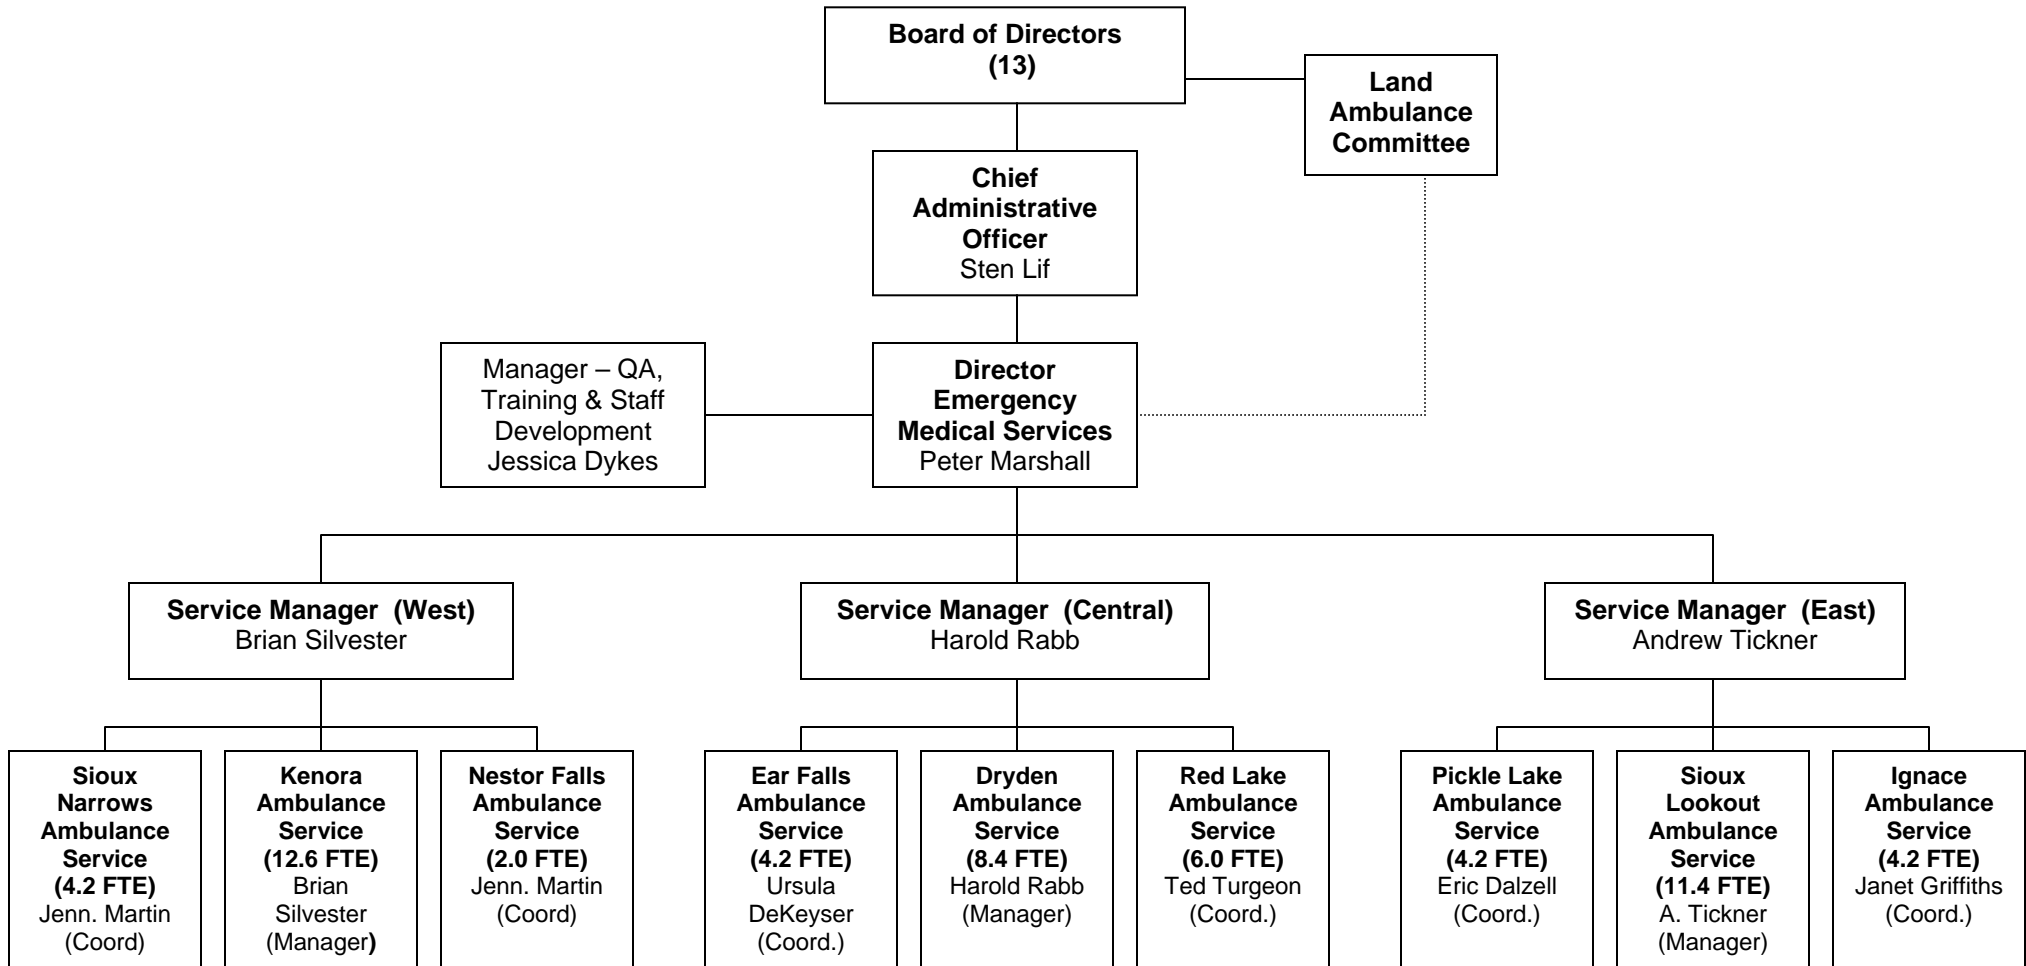 Board of Directors
(13)
Land
Ambulance
Committee
Chief
Administrative
Officer
Sten Lif
Manager – QA,
Training & Staff
Development
Jessica Dykes
Director
Emergency
Medical Services
Peter Marshall
Service Manager  (West)
Brian Silvester
Service Manager  (Central)
Harold Rabb
Service Manager  (East)
Andrew Tickner
Sioux
Narrows
Ambulance
Service
(4.2 FTE)
Jenn. Martin
(Coord)
Kenora
Ambulance
Service
(12.6 FTE)
Brian
Silvester
(Manager)
Nestor Falls
Ambulance
Service
(2.0 FTE)
Jenn. Martin
(Coord)
Ear Falls
Ambulance
Service
(4.2 FTE)
Ursula
DeKeyser
(Coord.)
Dryden
Ambulance
Service
(8.4 FTE)
Harold Rabb
(Manager)
Red Lake
Ambulance
Service
(6.0 FTE)
Ted Turgeon
(Coord.)
Pickle Lake
Ambulance
Service
(4.2 FTE)
Eric Dalzell
(Coord.)
Sioux
Lookout
Ambulance
Service
(11.4 FTE)
A. Tickner
(Manager)
Ignace
Ambulance
Service
(4.2 FTE)
Janet Griffiths
(Coord.)